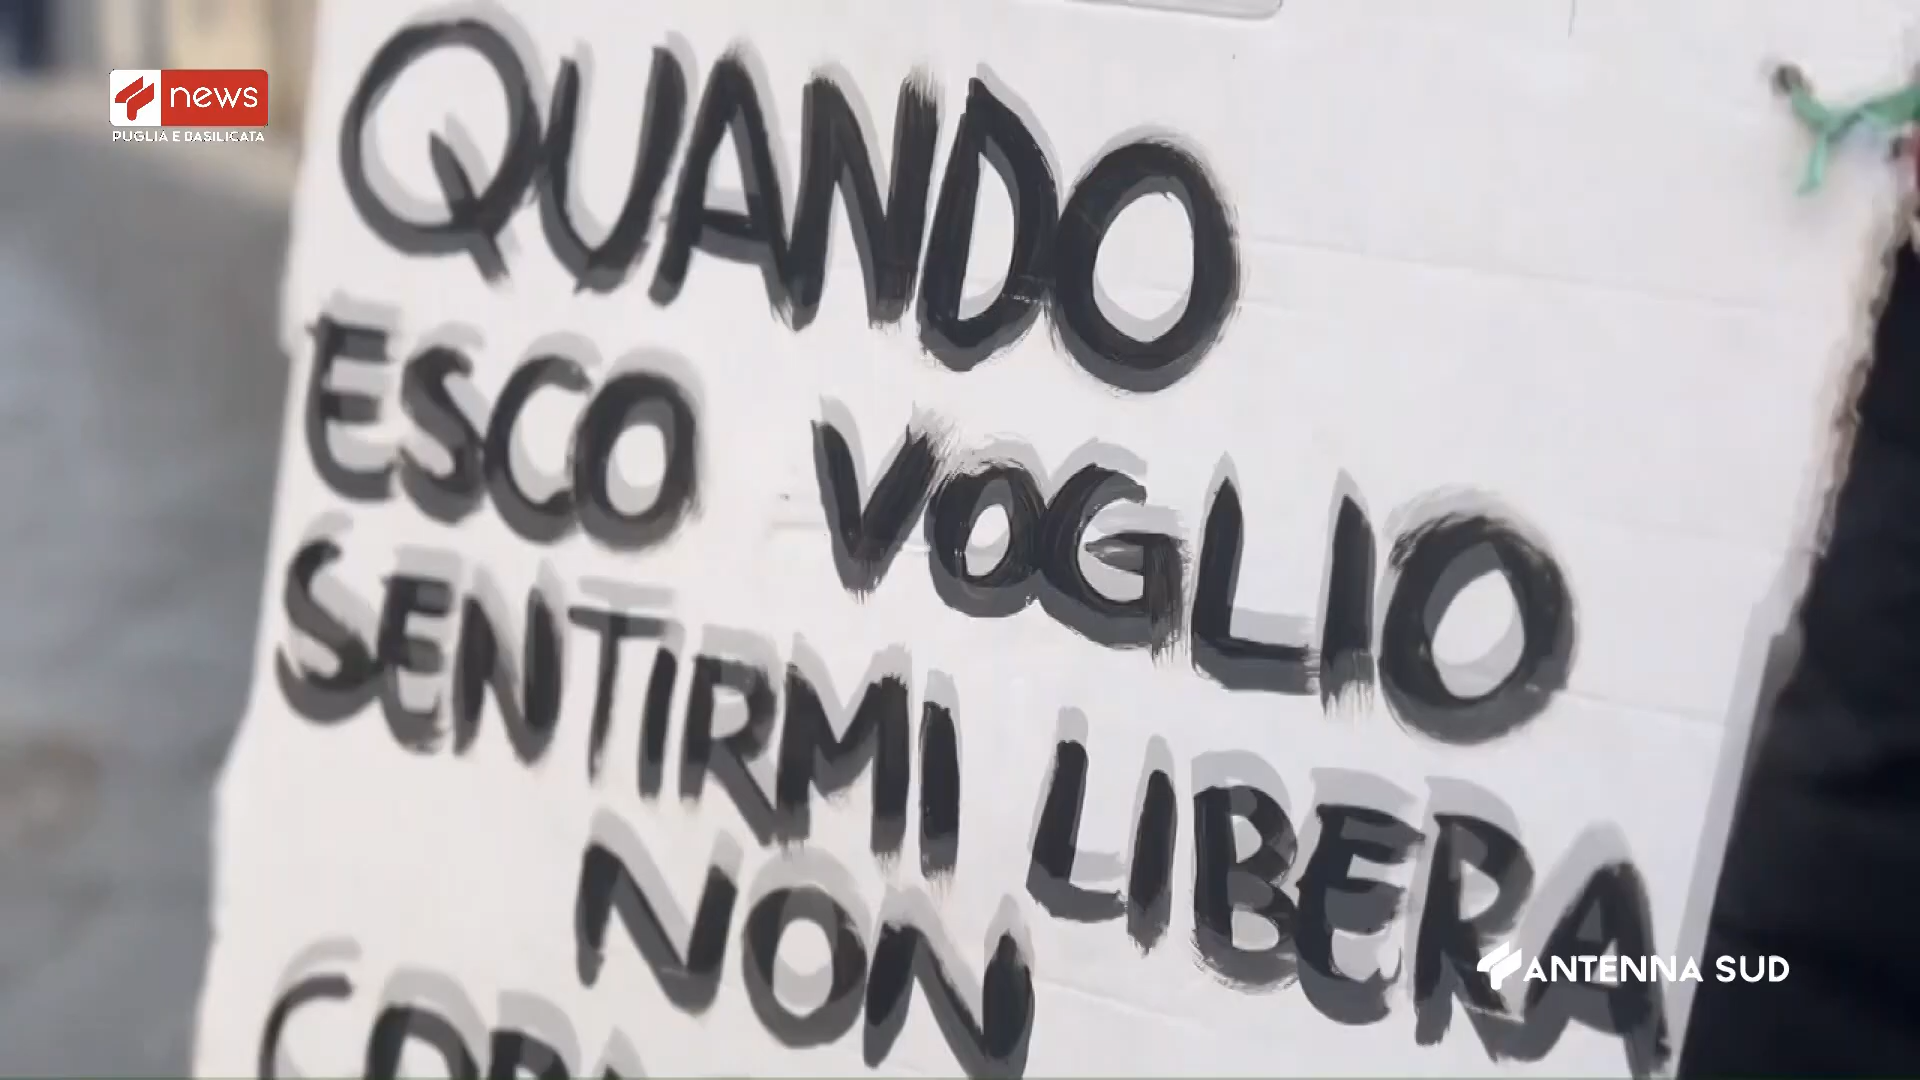 news
PUGLIA E BASILICATA
QUANDO
ESCO VOGLIO
SENTIRMI LIBERA
NON
ANTENNA SUD